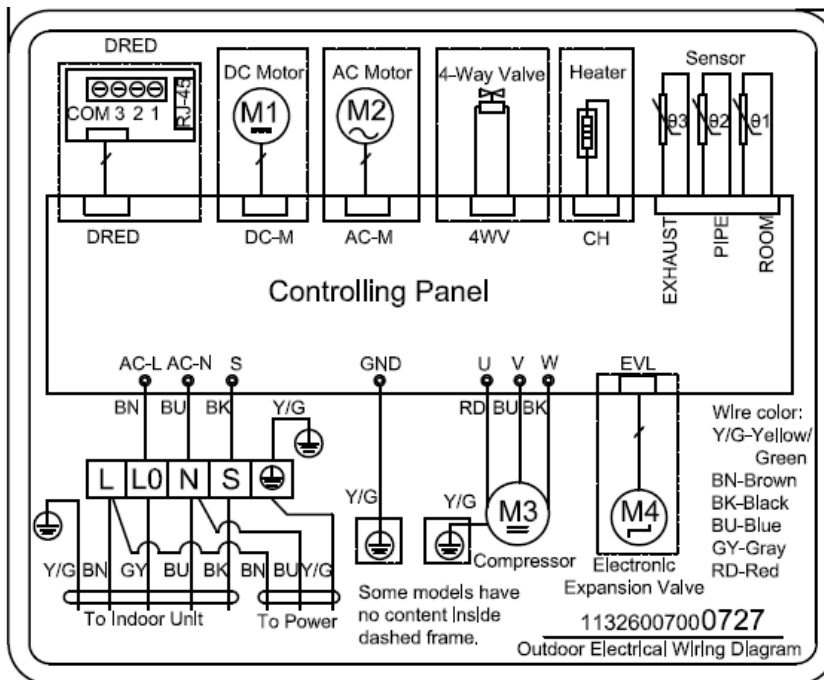 DRED
COM 3 2 1
RJ-45
DC Motor
M1
AC Motor
M2
4-Way Valve
Heater
Sensor
θ3
θ2
θ1
DRED
DC-M
AC-M
4WV
CH
EXHAUST
PIPE
ROOM
Controlling Panel
AC-L
AC-N
S
GND
U
V
W
EVL
BN
BU
BK
Y/G
RD
BU
BK
L
L0
N
S
Y/G
Y/G
M3
Compressor
M4
Electronic
Expansion Valve
Wire color:
Y/G-Yellow/
Green
BN-Brown
BK-Black
BU-Blue
GY-Gray
RD-Red
Y/G
BN
GY
BU
BK
BN
BU
Y/G
To Indoor Unit
To Power
Some models have
no content inside
dashed frame.
11326007000727
Outdoor Electrical Wiring Diagram